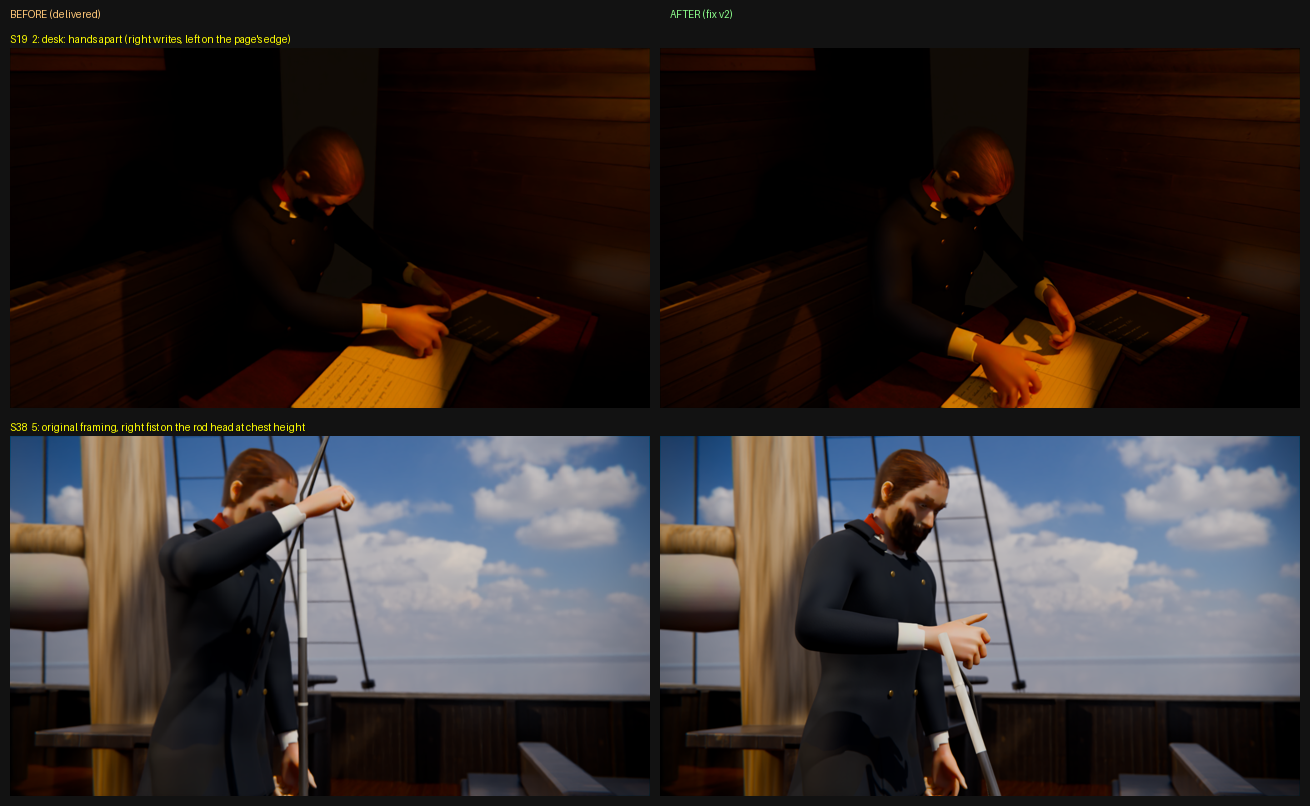 BEFORE (delivered)
AFTER (fix v2)
S19 2: desk: hands apart (right writes, left on the page's edge)
S38 5: original framing, right fist on the rod head at chest height